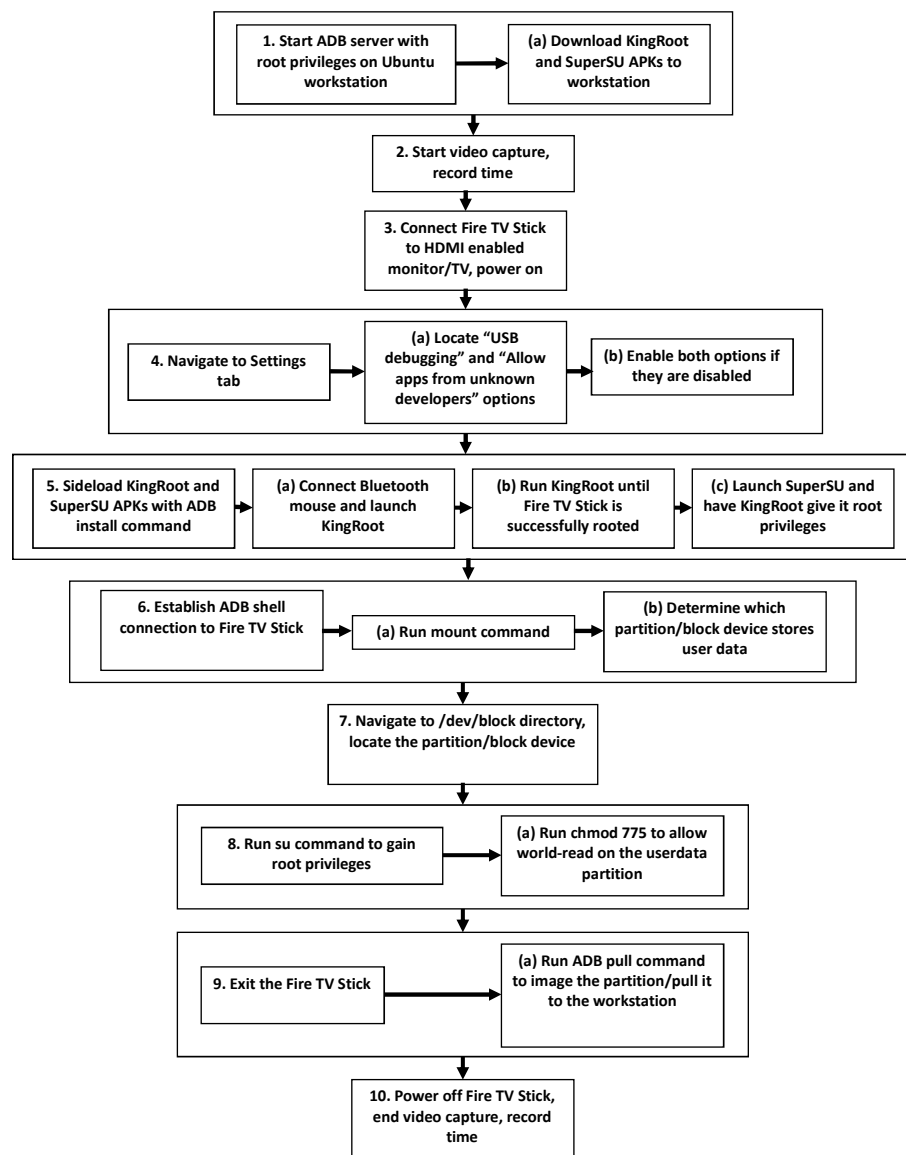 1. Start ADB server with
root privileges on Ubuntu
workstation
(a) Download KingRoot
and SuperSU APKs to
workstation
2. Start video capture,
record time
3. Connect Fire TV Stick
to HDMI enabled
monitor/TV, power on
4. Navigate to Settings
tab
(a) Locate “USB
debugging” and “Allow
apps from unknown
developers” options
(b) Enable both options if
they are disabled
5. Sideload KingRoot and
SuperSU APKs with ADB
install command
(a) Connect Bluetooth
mouse and launch
KingRoot
(b) Run KingRoot until
Fire TV Stick is
successfully rooted
(c) Launch SuperSU and
have KingRoot give it root
privileges
6. Establish ADB shell
connection to Fire TV Stick
(a) Run mount command
(b) Determine which
partition/block device stores
user data
7. Navigate to /dev/block directory,
locate the partition/block device
8. Run su command to gain
root privileges
(a) Run chmod 775 to allow
world-read on the userdata
partition
9. Exit the Fire TV Stick
(a) Run ADB pull command
to image the partition/pull it
to the workstation
10. Power off Fire TV Stick,
end video capture, record
time